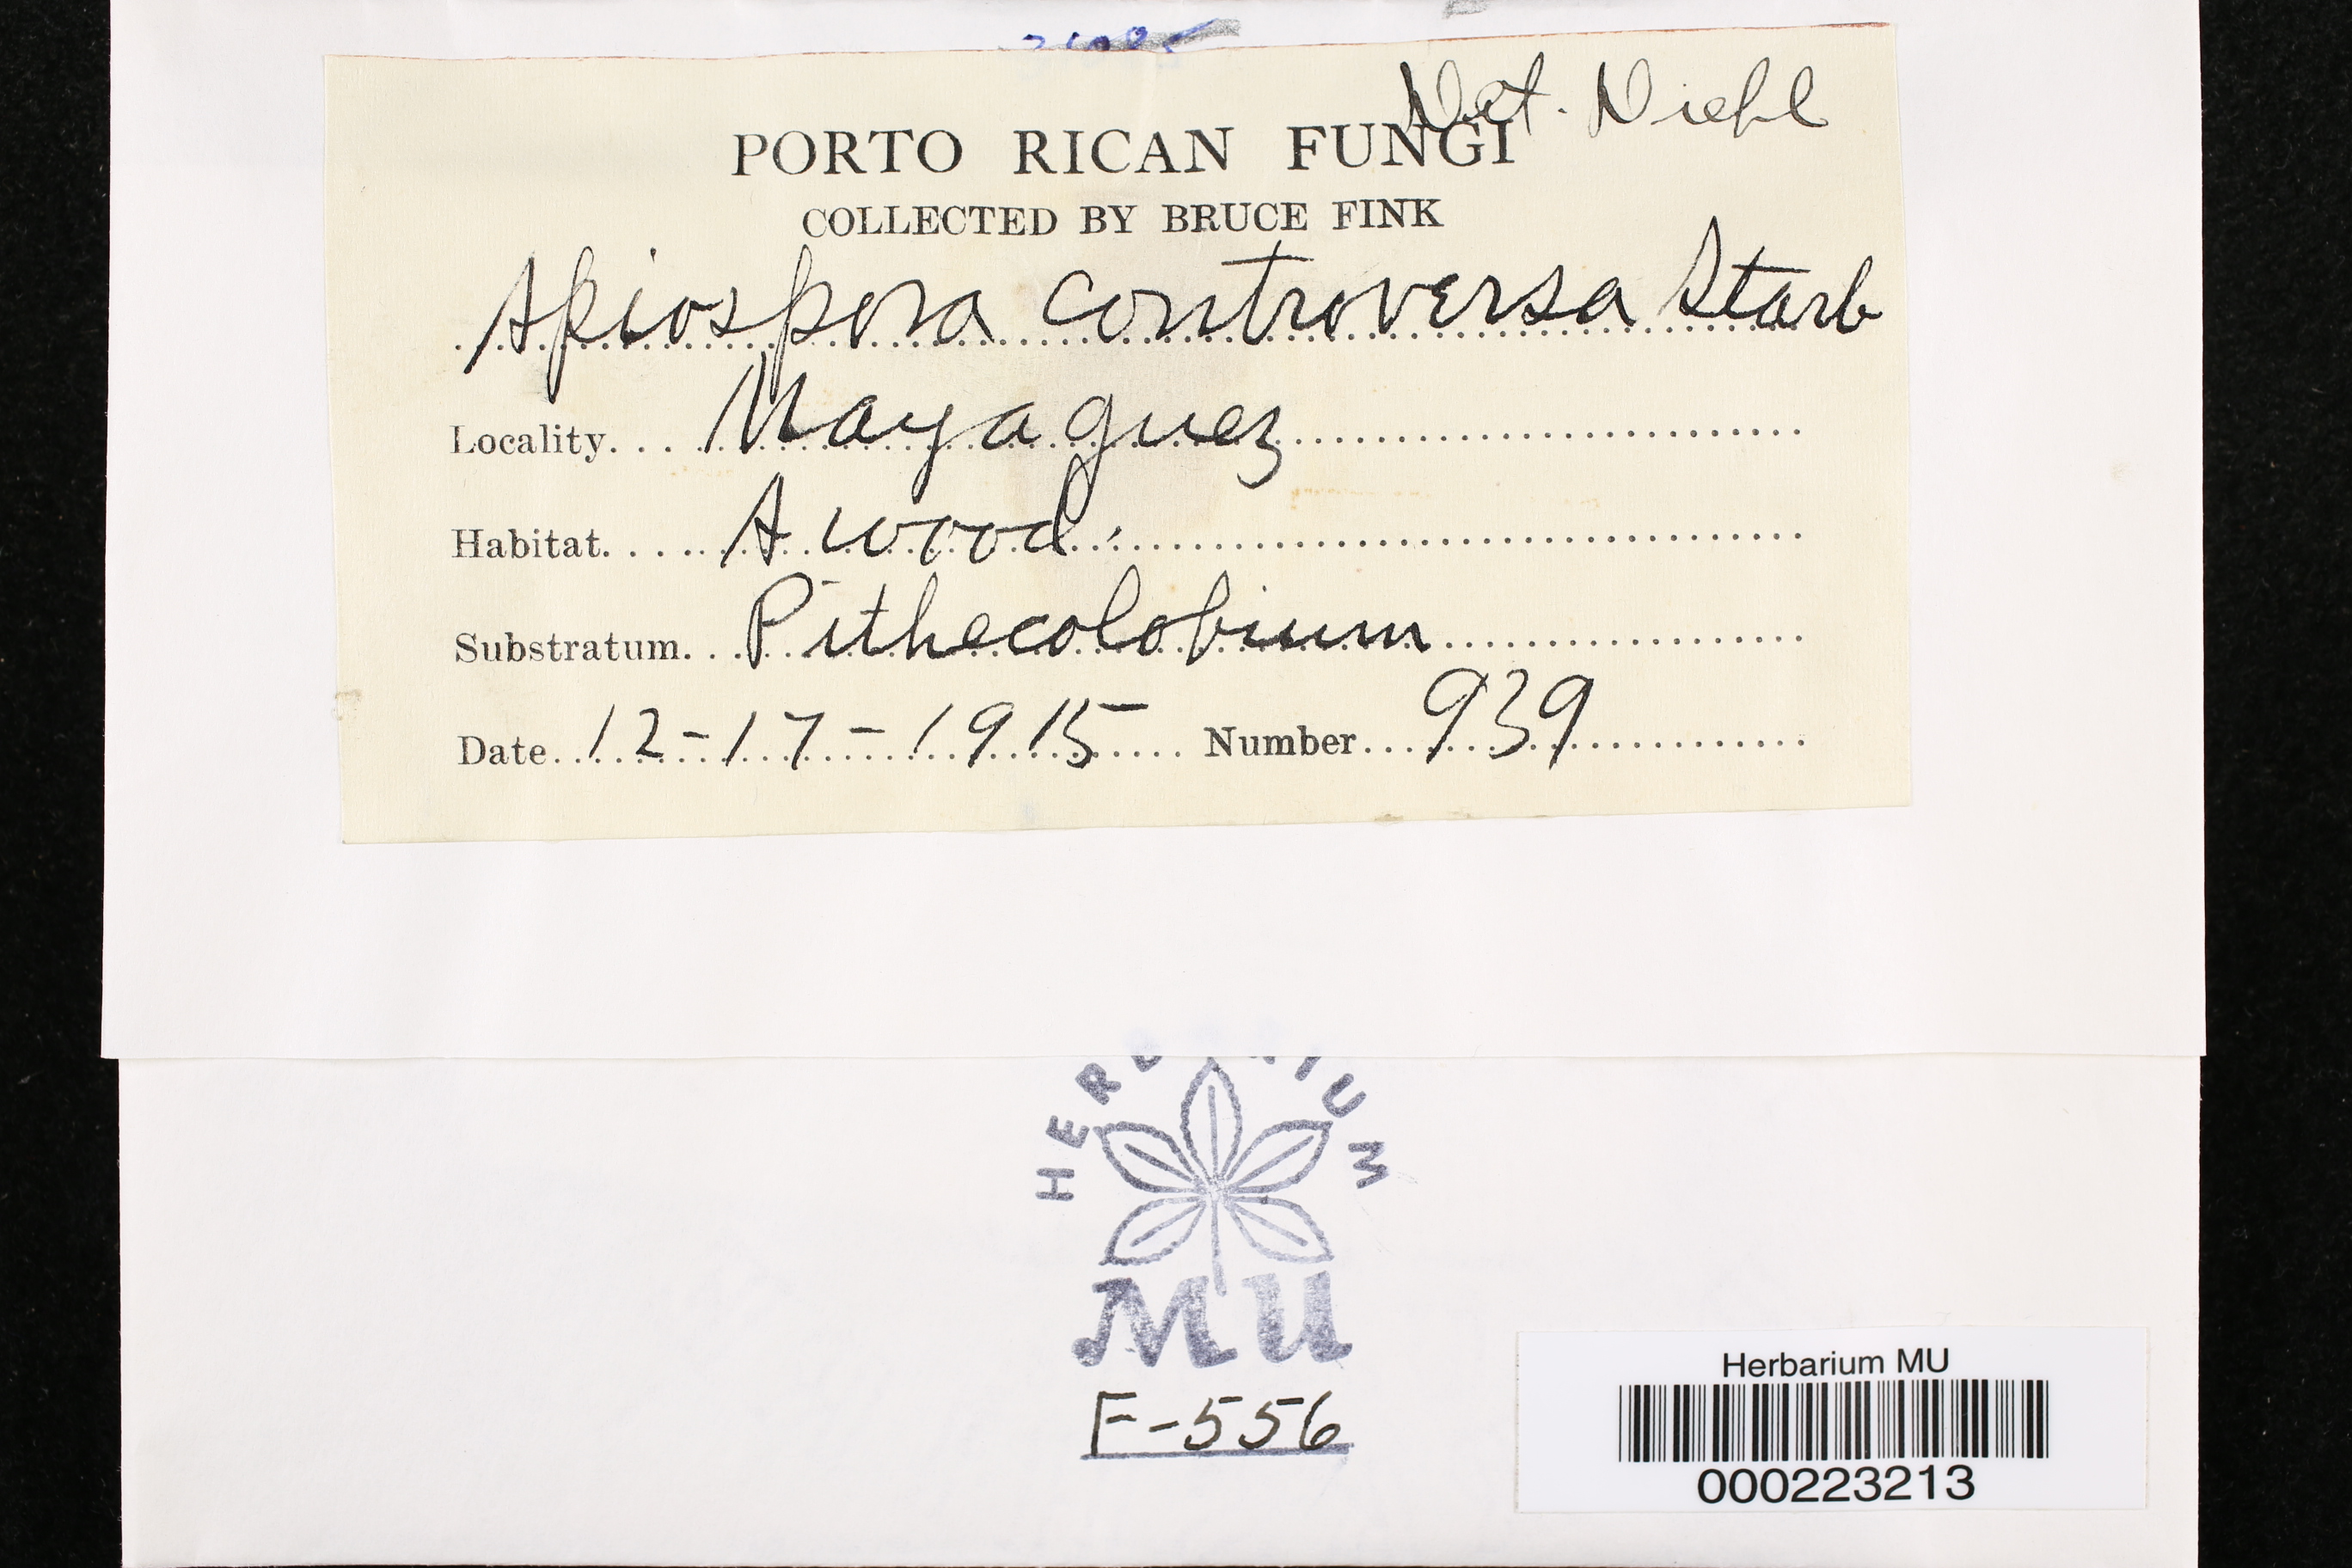 Det. Diehl
PORTO RICAN FUNGI
COLLECTED BY BRUCE FINK
Apiospora controversa Starb
Locality... Mayaguez
Habitat.... A wood.
Substratum... Pithecolobium
Date.. 12-17-1915 Number... 939
HERBARIUM
MU
F-556
Herbarium MU
000223213